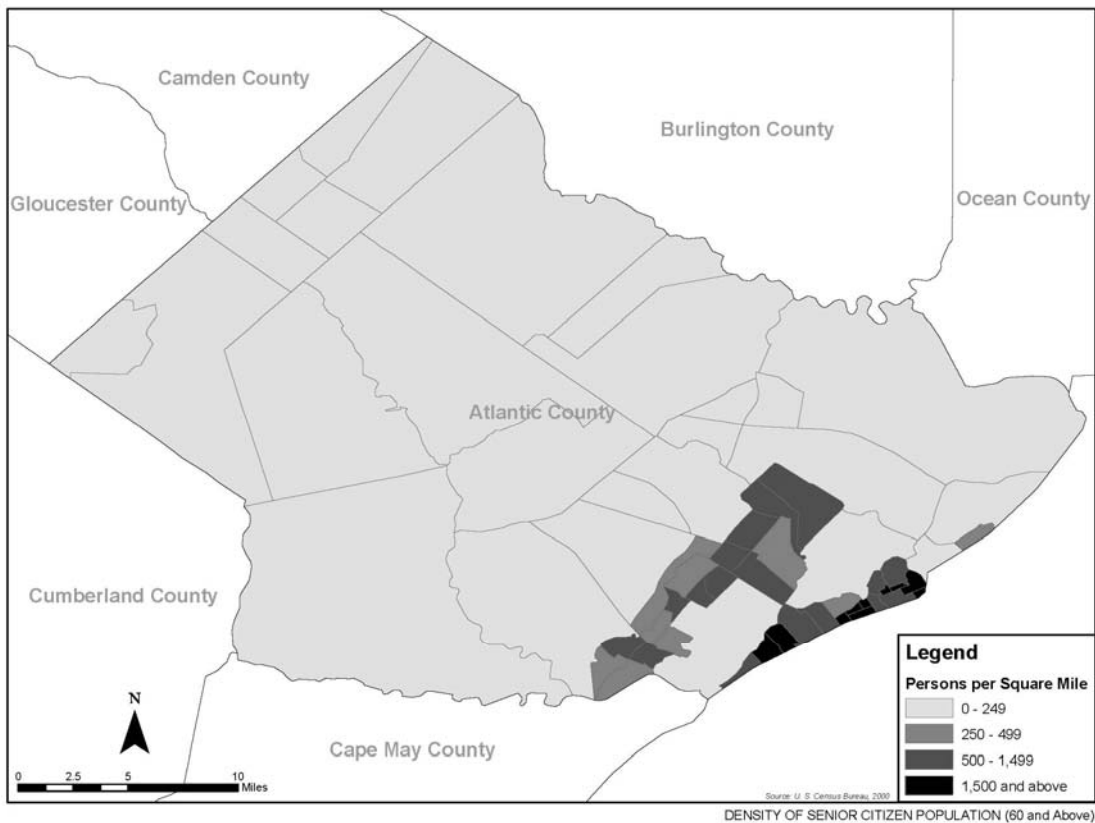 Camden County
Burlington County
Gloucester County
Ocean County
Atlantic County
Cumberland County
Cape May County
N
0 2.5 5 10
Miles
Legend
Persons per Square Mile
0 - 249
250 - 499
500 - 1,499
1,500 and above
Source: U. S. Census Bureau, 2000
DENSITY OF SENIOR CITIZEN POPULATION (60 and Above)